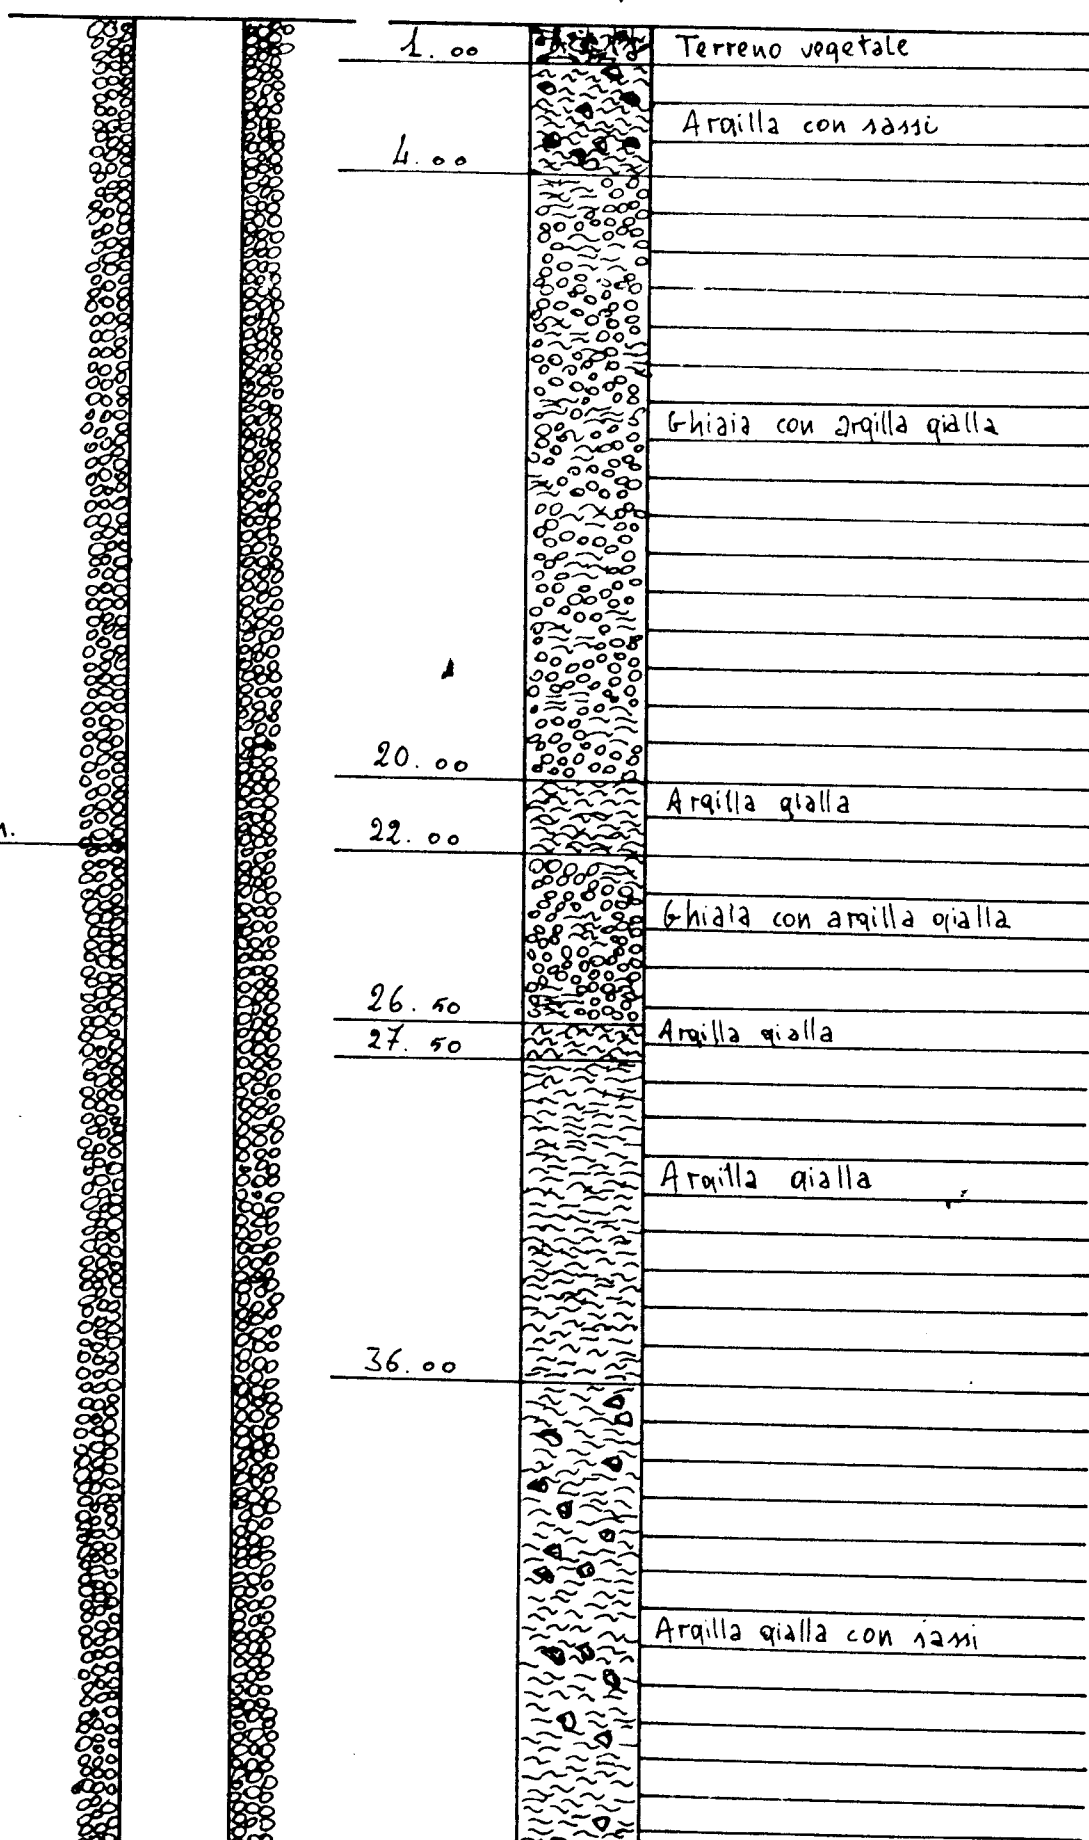 1.00 Terreno vegetale
Argilla con sassi
4.00
Ghiaia con argilla gialla
20.00
Argilla gialla
22.00
Ghiaia con argilla gialla
26.50
Argilla gialla
27.50
Argilla gialla
36.00
Argilla gialla con sassi